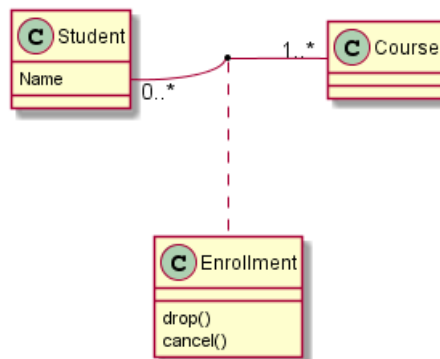 C Student
Name
0..*
1..*
C Course
C Enrollment
drop()
cancel()